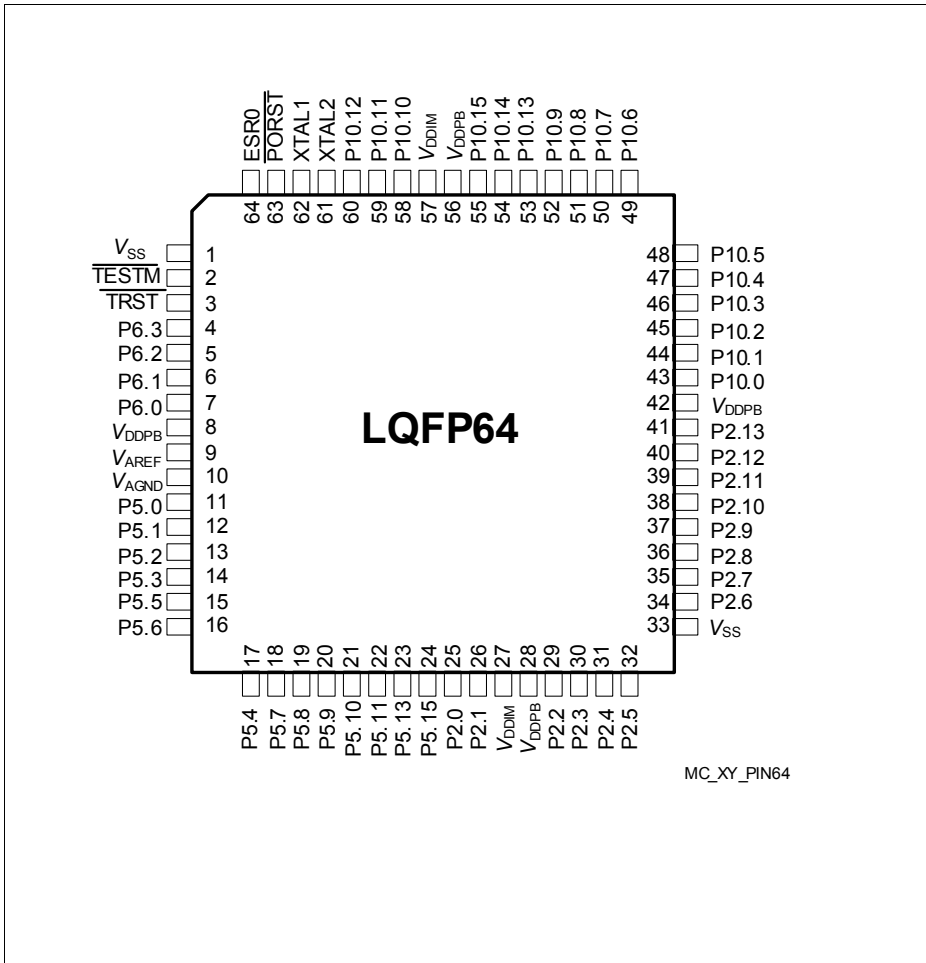 ESR0
PORST
XTAL1
XTAL2
P10.12
P10.11
P10.10
VDDIM
VDDPB
P10.15
P10.14
P10.13
P10.9
P10.8
P10.7
P10.6
64
63
62
61
60
59
58
57
56
55
54
53
52
51
50
49
VSS 1
TESTM 2
TRST 3
P6.3 4
P6.2 5
P6.1 6
P6.0 7
VDDPB 8
VAREF 9
VAGND 10
P5.0 11
P5.1 12
P5.2 13
P5.3 14
P5.5 15
P5.6 16
LQFP64
48 P10.5
47 P10.4
46 P10.3
45 P10.2
44 P10.1
43 P10.0
42 VDDPB
41 P2.13
40 P2.12
39 P2.11
38 P2.10
37 P2.9
36 P2.8
35 P2.7
34 P2.6
33 VSS
17
18
19
20
21
22
23
24
25
26
27
28
29
30
31
32
P5.4
P5.7
P5.8
P5.9
P5.10
P5.11
P5.13
P5.15
P2.0
P2.1
VDDIM
VDDPB
P2.2
P2.3
P2.4
P2.5
MC_XY_PIN64